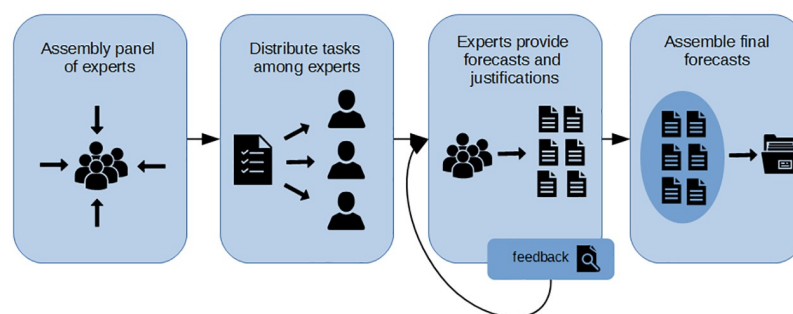 Assembly panel
of experts
Distribute tasks
among experts
Experts provide
forecasts and
justifications
Assemble final
forecasts
feedback